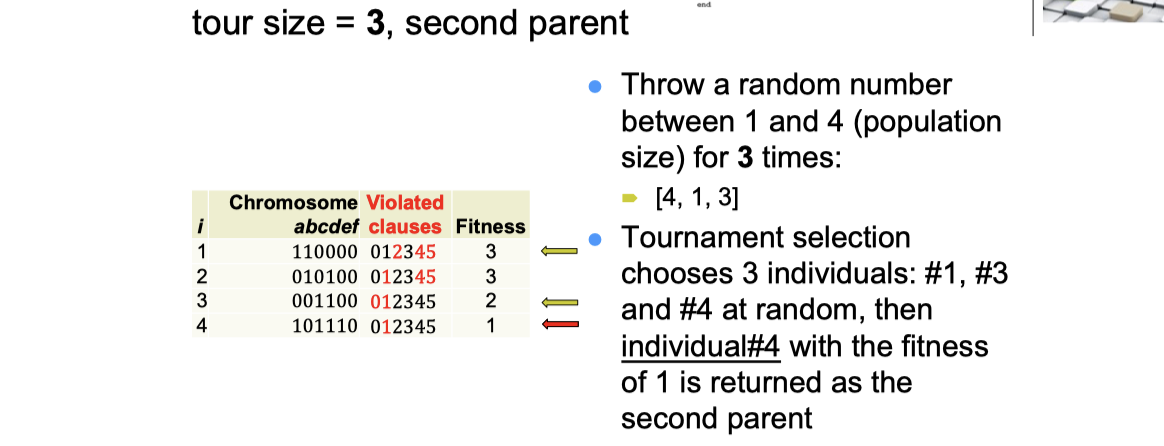 end
tour size = 3, second parent
Throw a random number
between 1 and 4 (population
size) for 3 times:
[4, 1, 3]
Tournament selection
chooses 3 individuals: #1, #3
and #4 at random, then
individual#4 with the fitness
of 1 is returned as the
second parent
Chromosome Violated
i abcdef clauses Fitness
1 110000 012345 3
2 010100 012345 3
3 001100 012345 2
4 101110 012345 1